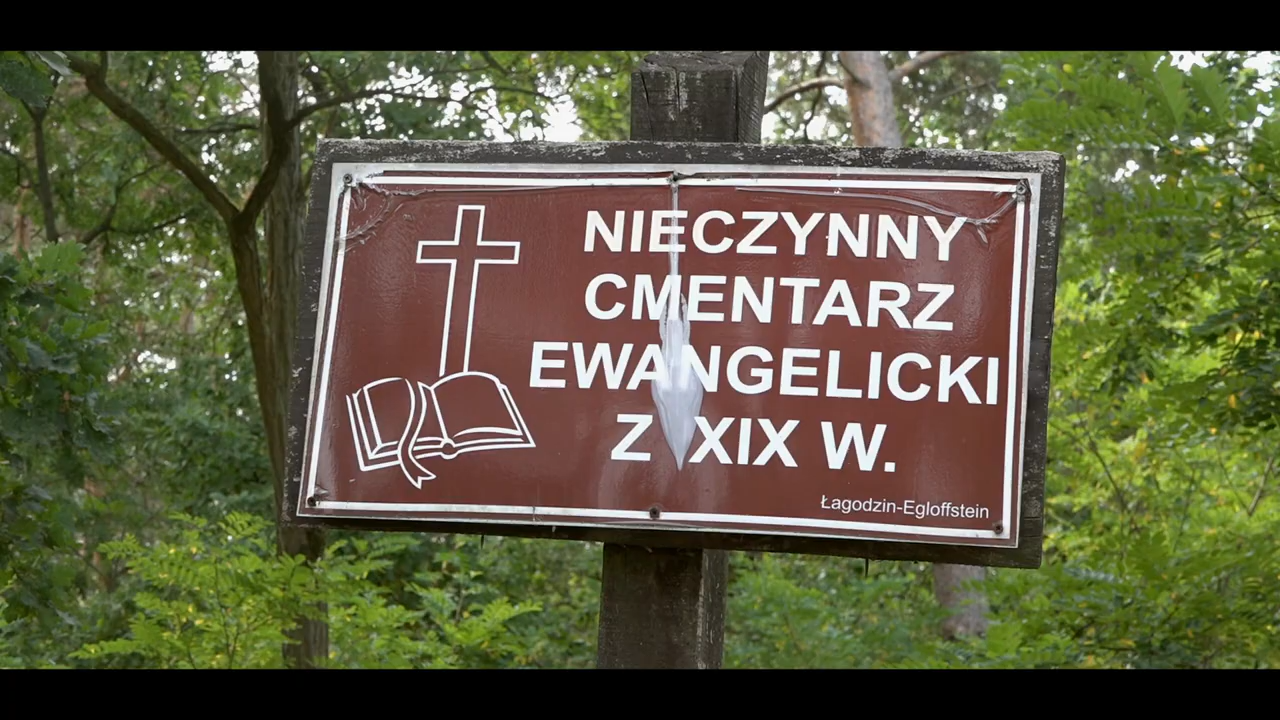 NIECZYNNY
CMENTARZ
EWANGELICKI
Z XIX W.
Łagodzin-Egloffstein